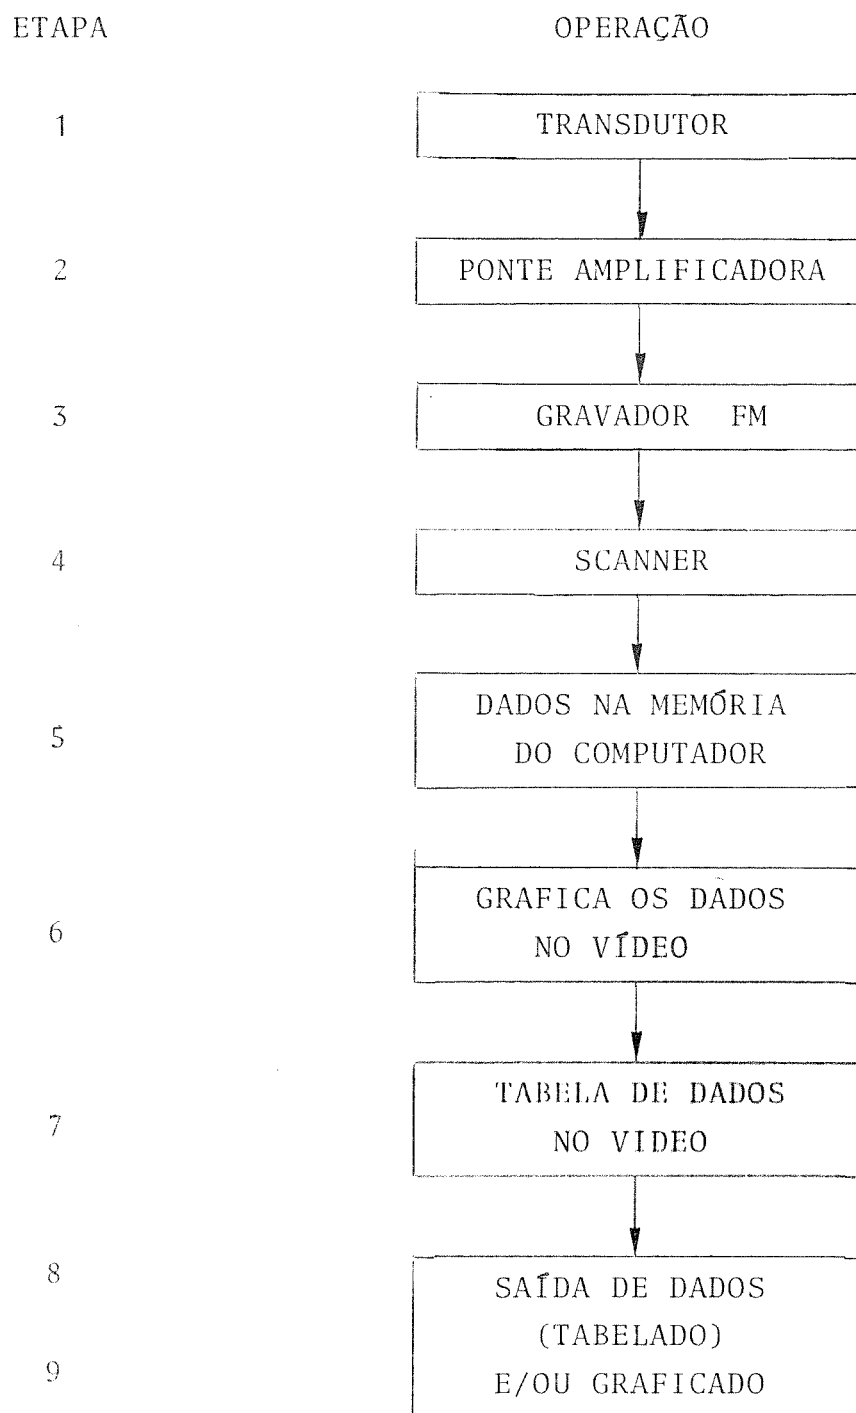 ETAPA OPERAÇÃO
1 TRANSDUTOR
2 PONTE AMPLIFICADORA
3 GRAVADOR FM
4 SCANNER
DADOS NA MEMÓRIA
5
DO COMPUTADOR
GRAFICA OS DADOS
6
NO VÍDEO
TABELA DE DADOS
7
NO VIDEO
8
SAÍDA DE DADOS
(TABELADO)
9
E/OU GRAFICADO